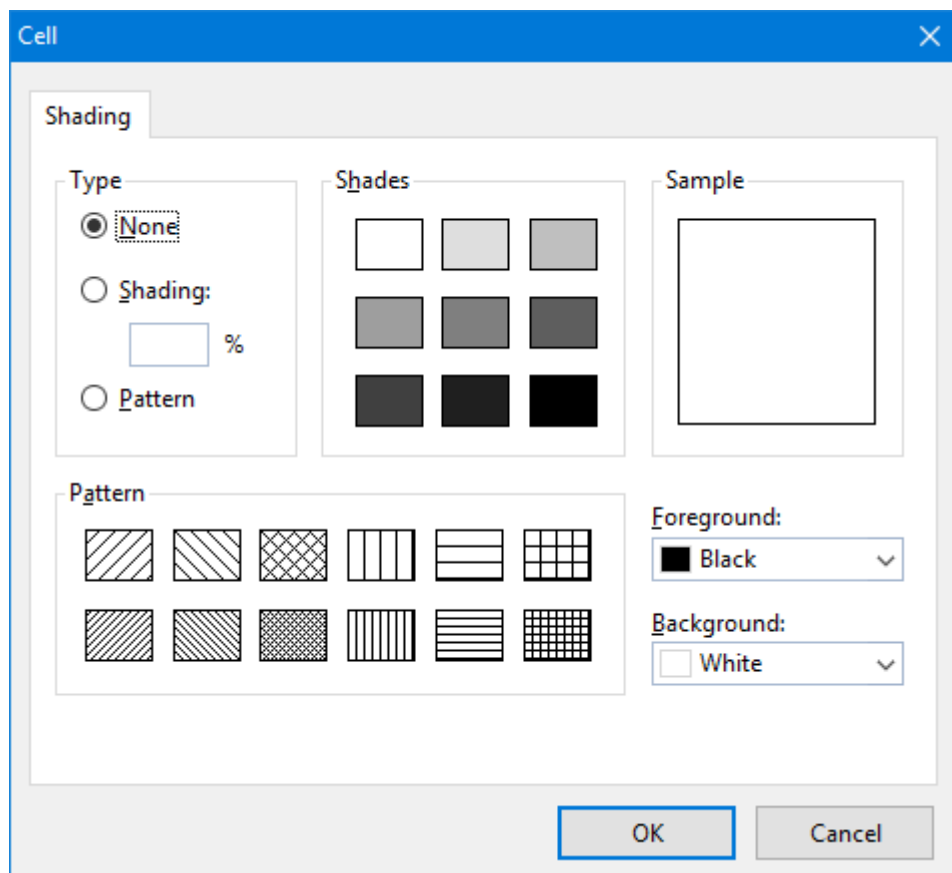 Cell
Shading
Type
None
Shading:
%
Pattern
Shades
Sample
Pattern
Foreground:
Black
Background:
White
OK
Cancel